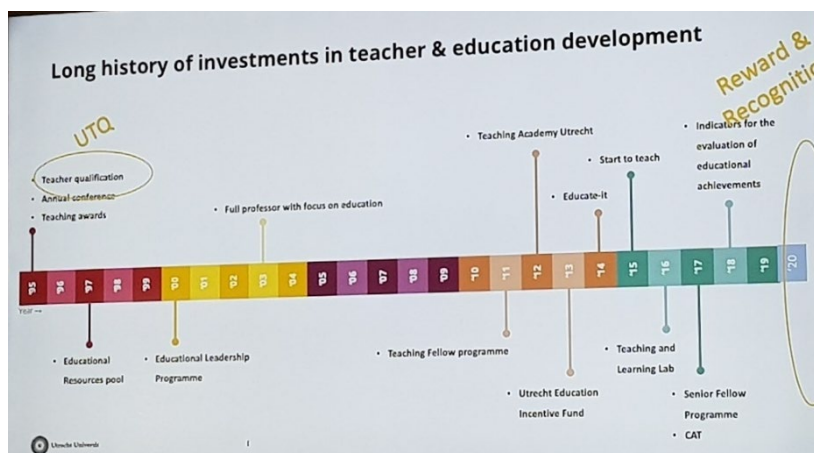 Long history of investments in teacher & education development
Reward &
Recognitio
UTQ
• Teacher qualification
• Annual conference
• Teaching awards
• Full professor with focus on education
• Teaching Academy Utrecht
• Educate-it
• Start to teach
• Indicators for the
evaluation of
educational
achievements
'95 '96 '97 '98 '99 '00 '01 '02 '03 '04 '05 '06 '07 '08 '09 '10 '11 '12 '13 '14 '15 '16 '17 '18 '19 '20
Year →
• Educational
Resources pool
• Educational Leadership
Programme
• Teaching Fellow programme
• Utrecht Education
Incentive Fund
• Teaching and
Learning Lab
• Senior Fellow
Programme
• CAT
Utrecht